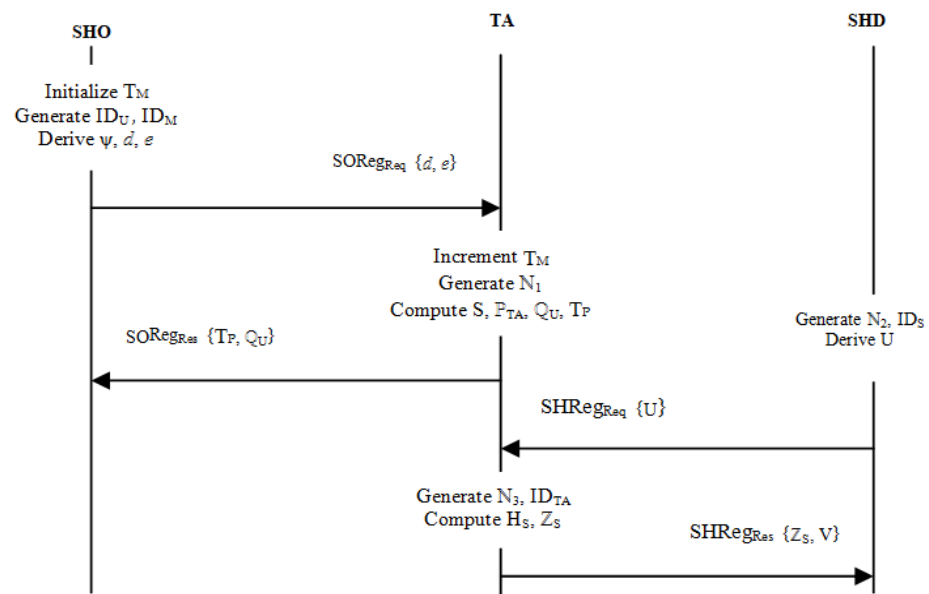 SHO
TA
SHD
Initialize TM
Generate IDU, IDM
Derive ψ, d, e
SORegReq {d, e}
Increment TM
Generate N1
Compute S, PTA, QU, TP
SORegRes {TP, QU}
Generate N2, IDS
Derive U
SHRegReq {U}
Generate N3, IDTA
Compute HS, ZS
SHRegRes {ZS, V}